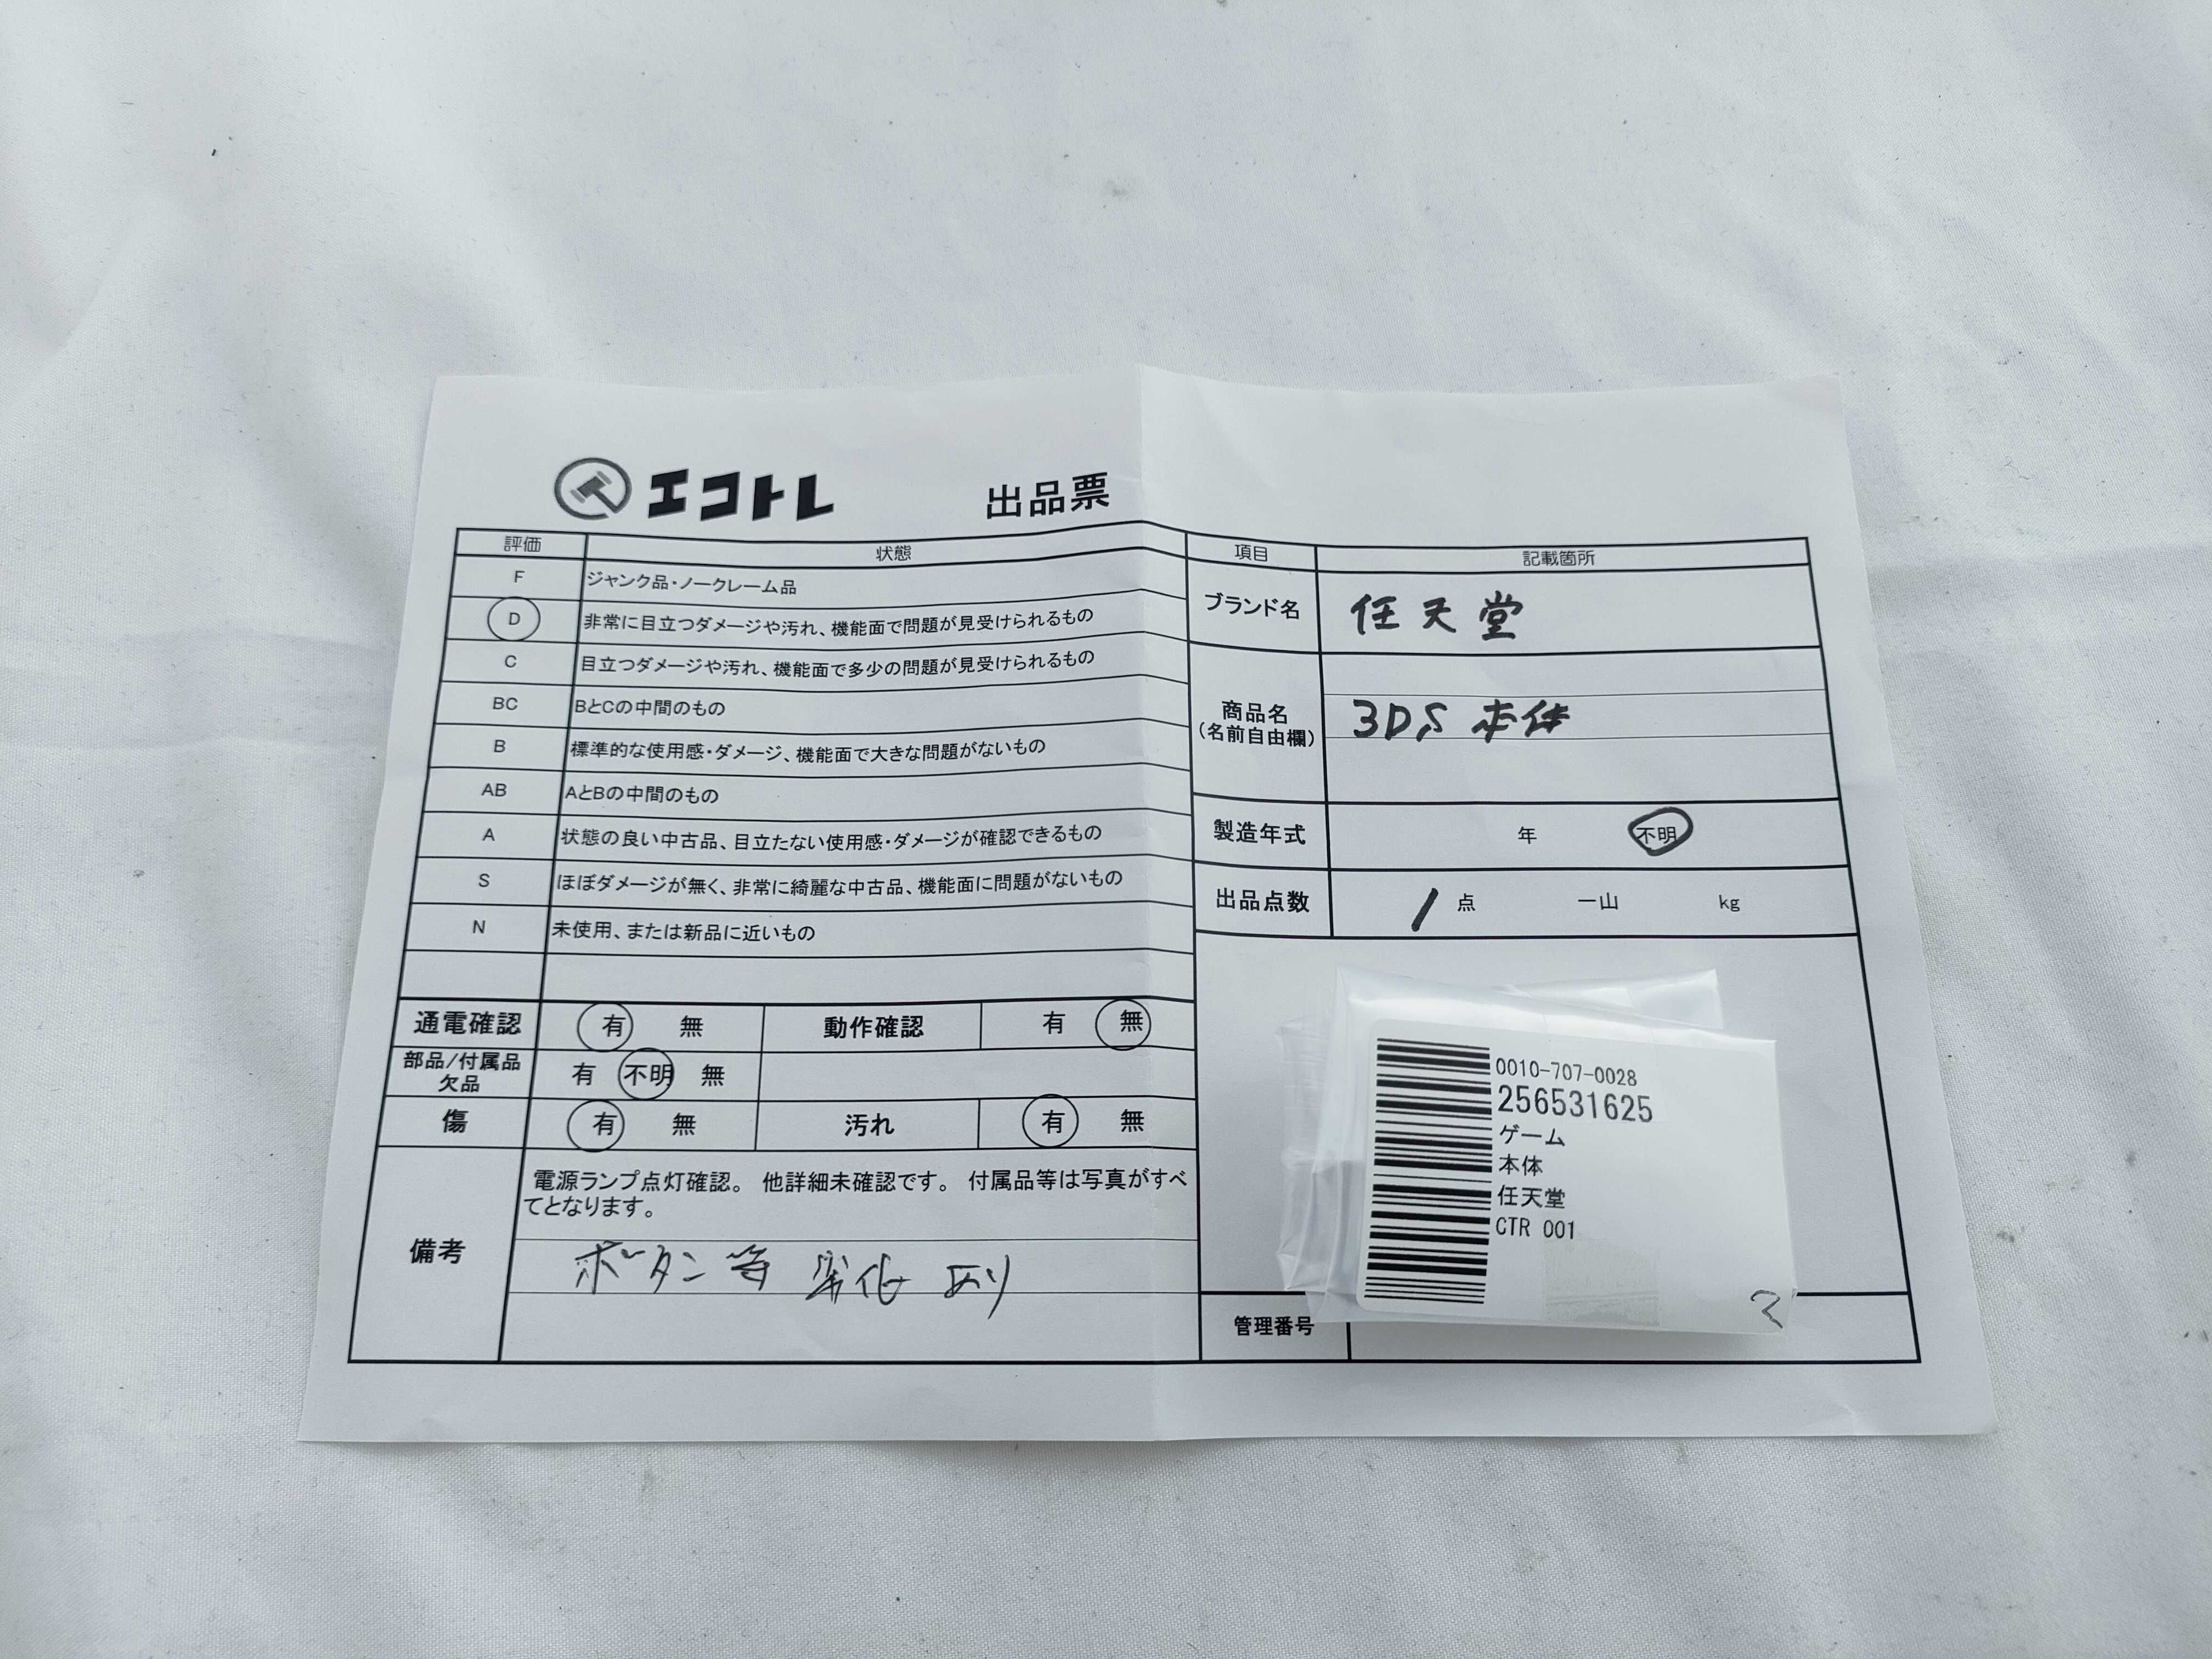 エコトレ 出品票
評価 状態
F ジャンク品・ノークレーム品
D 非常に目立つダメージや汚れ、機能面で問題が見受けられるもの
C 目立つダメージや汚れ、機能面で多少の問題が見受けられるもの
BC BとCの中間のもの
B 標準的な使用感・ダメージ、機能面で大きな問題がないもの
AB AとBの中間のもの
A 状態の良い中古品、目立たない使用感・ダメージが確認できるもの
S ほぼダメージが無く、非常に綺麗な中古品、機能面に問題がないもの
N 未使用、または新品に近いもの
通電確認 有 無 動作確認 有 無
部品/付属品
欠品 有 不明 無
傷 有 無 汚れ 有 無
備考
電源ランプ点灯確認。 他詳細未確認です。 付属品等は写真がすべ
てとなります。
ボタン等 劣化 あり
項目 記載箇所
ブランド名 任天堂
商品名
(名前自由欄)
3DS 本体
製造年式 年 不明
出品点数 1 点 一山 kg
0010-707-0028
256531625
ゲーム
本体
任天堂
CTR 001
2
管理番号